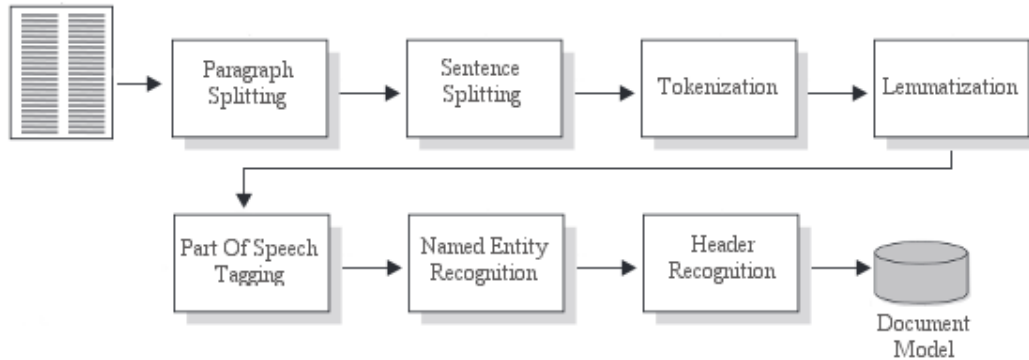 Paragraph
Splitting
Sentence
Splitting
Tokenization
Lemmatization
Part Of Speech
Tagging
Named Entity
Recognition
Header
Recognition
Document
Model